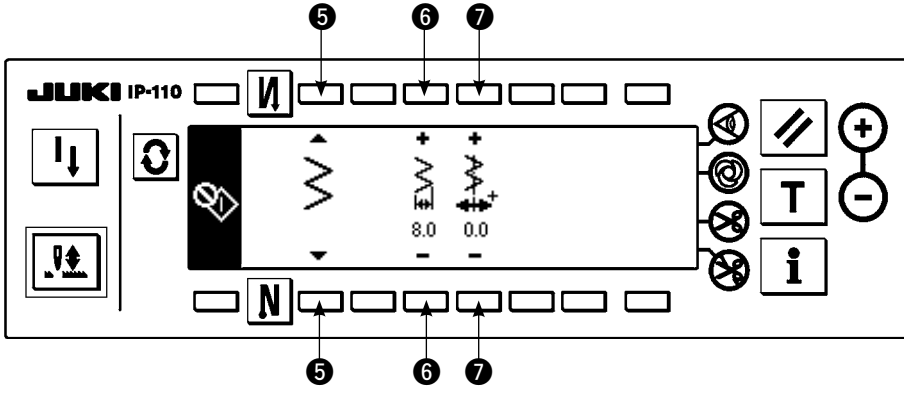 ❺ ❻ ❼
JUKI IP-110
+ +
+
8.0 0.0
− −
T
i
+
−
❺ ❻ ❼